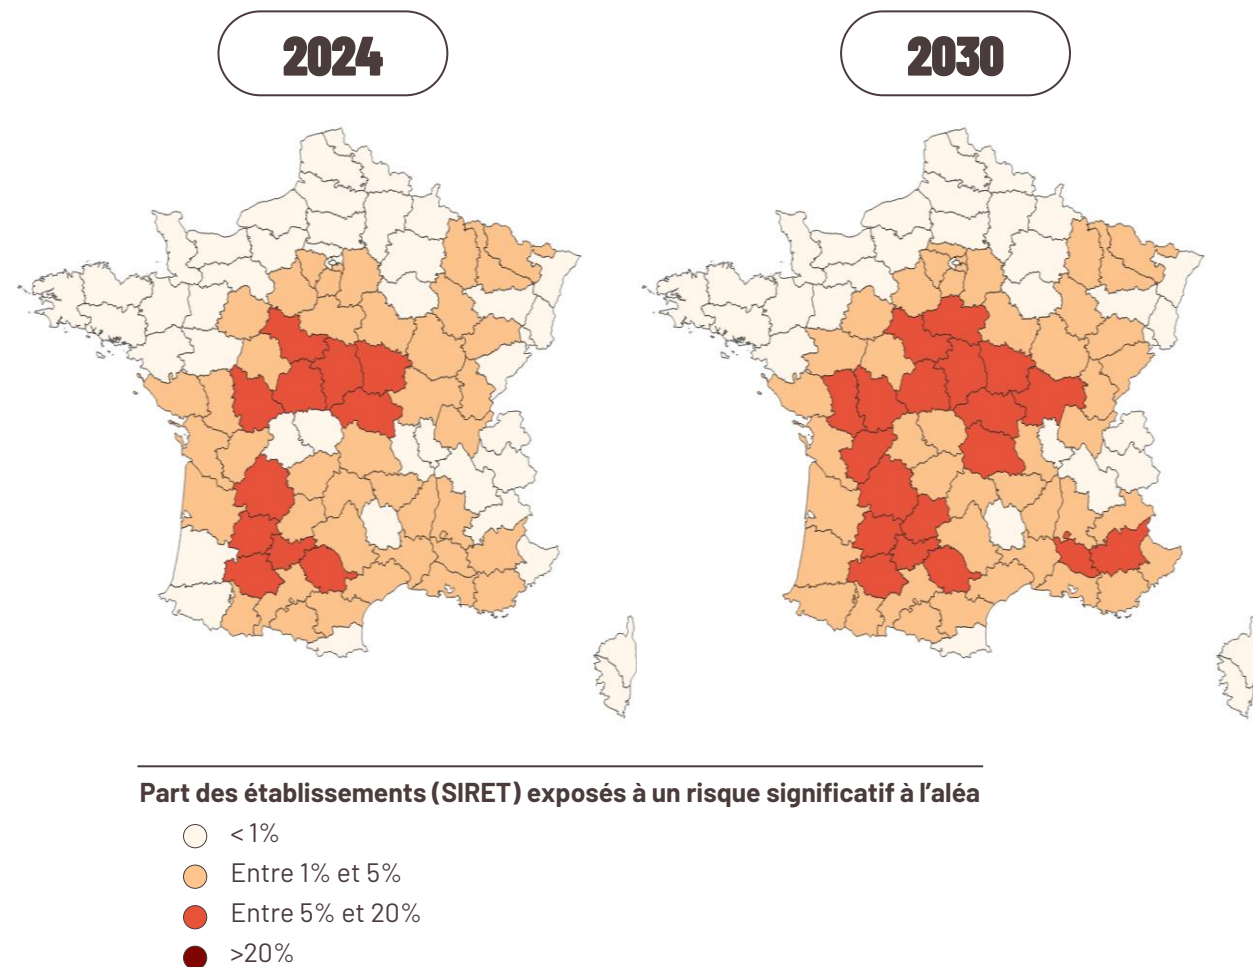 2024
2030
Part des établissements (SIRET) exposés à un risque significatif à l'aléa
< 1%
Entre 1% et 5%
Entre 5% et 20%
>20%